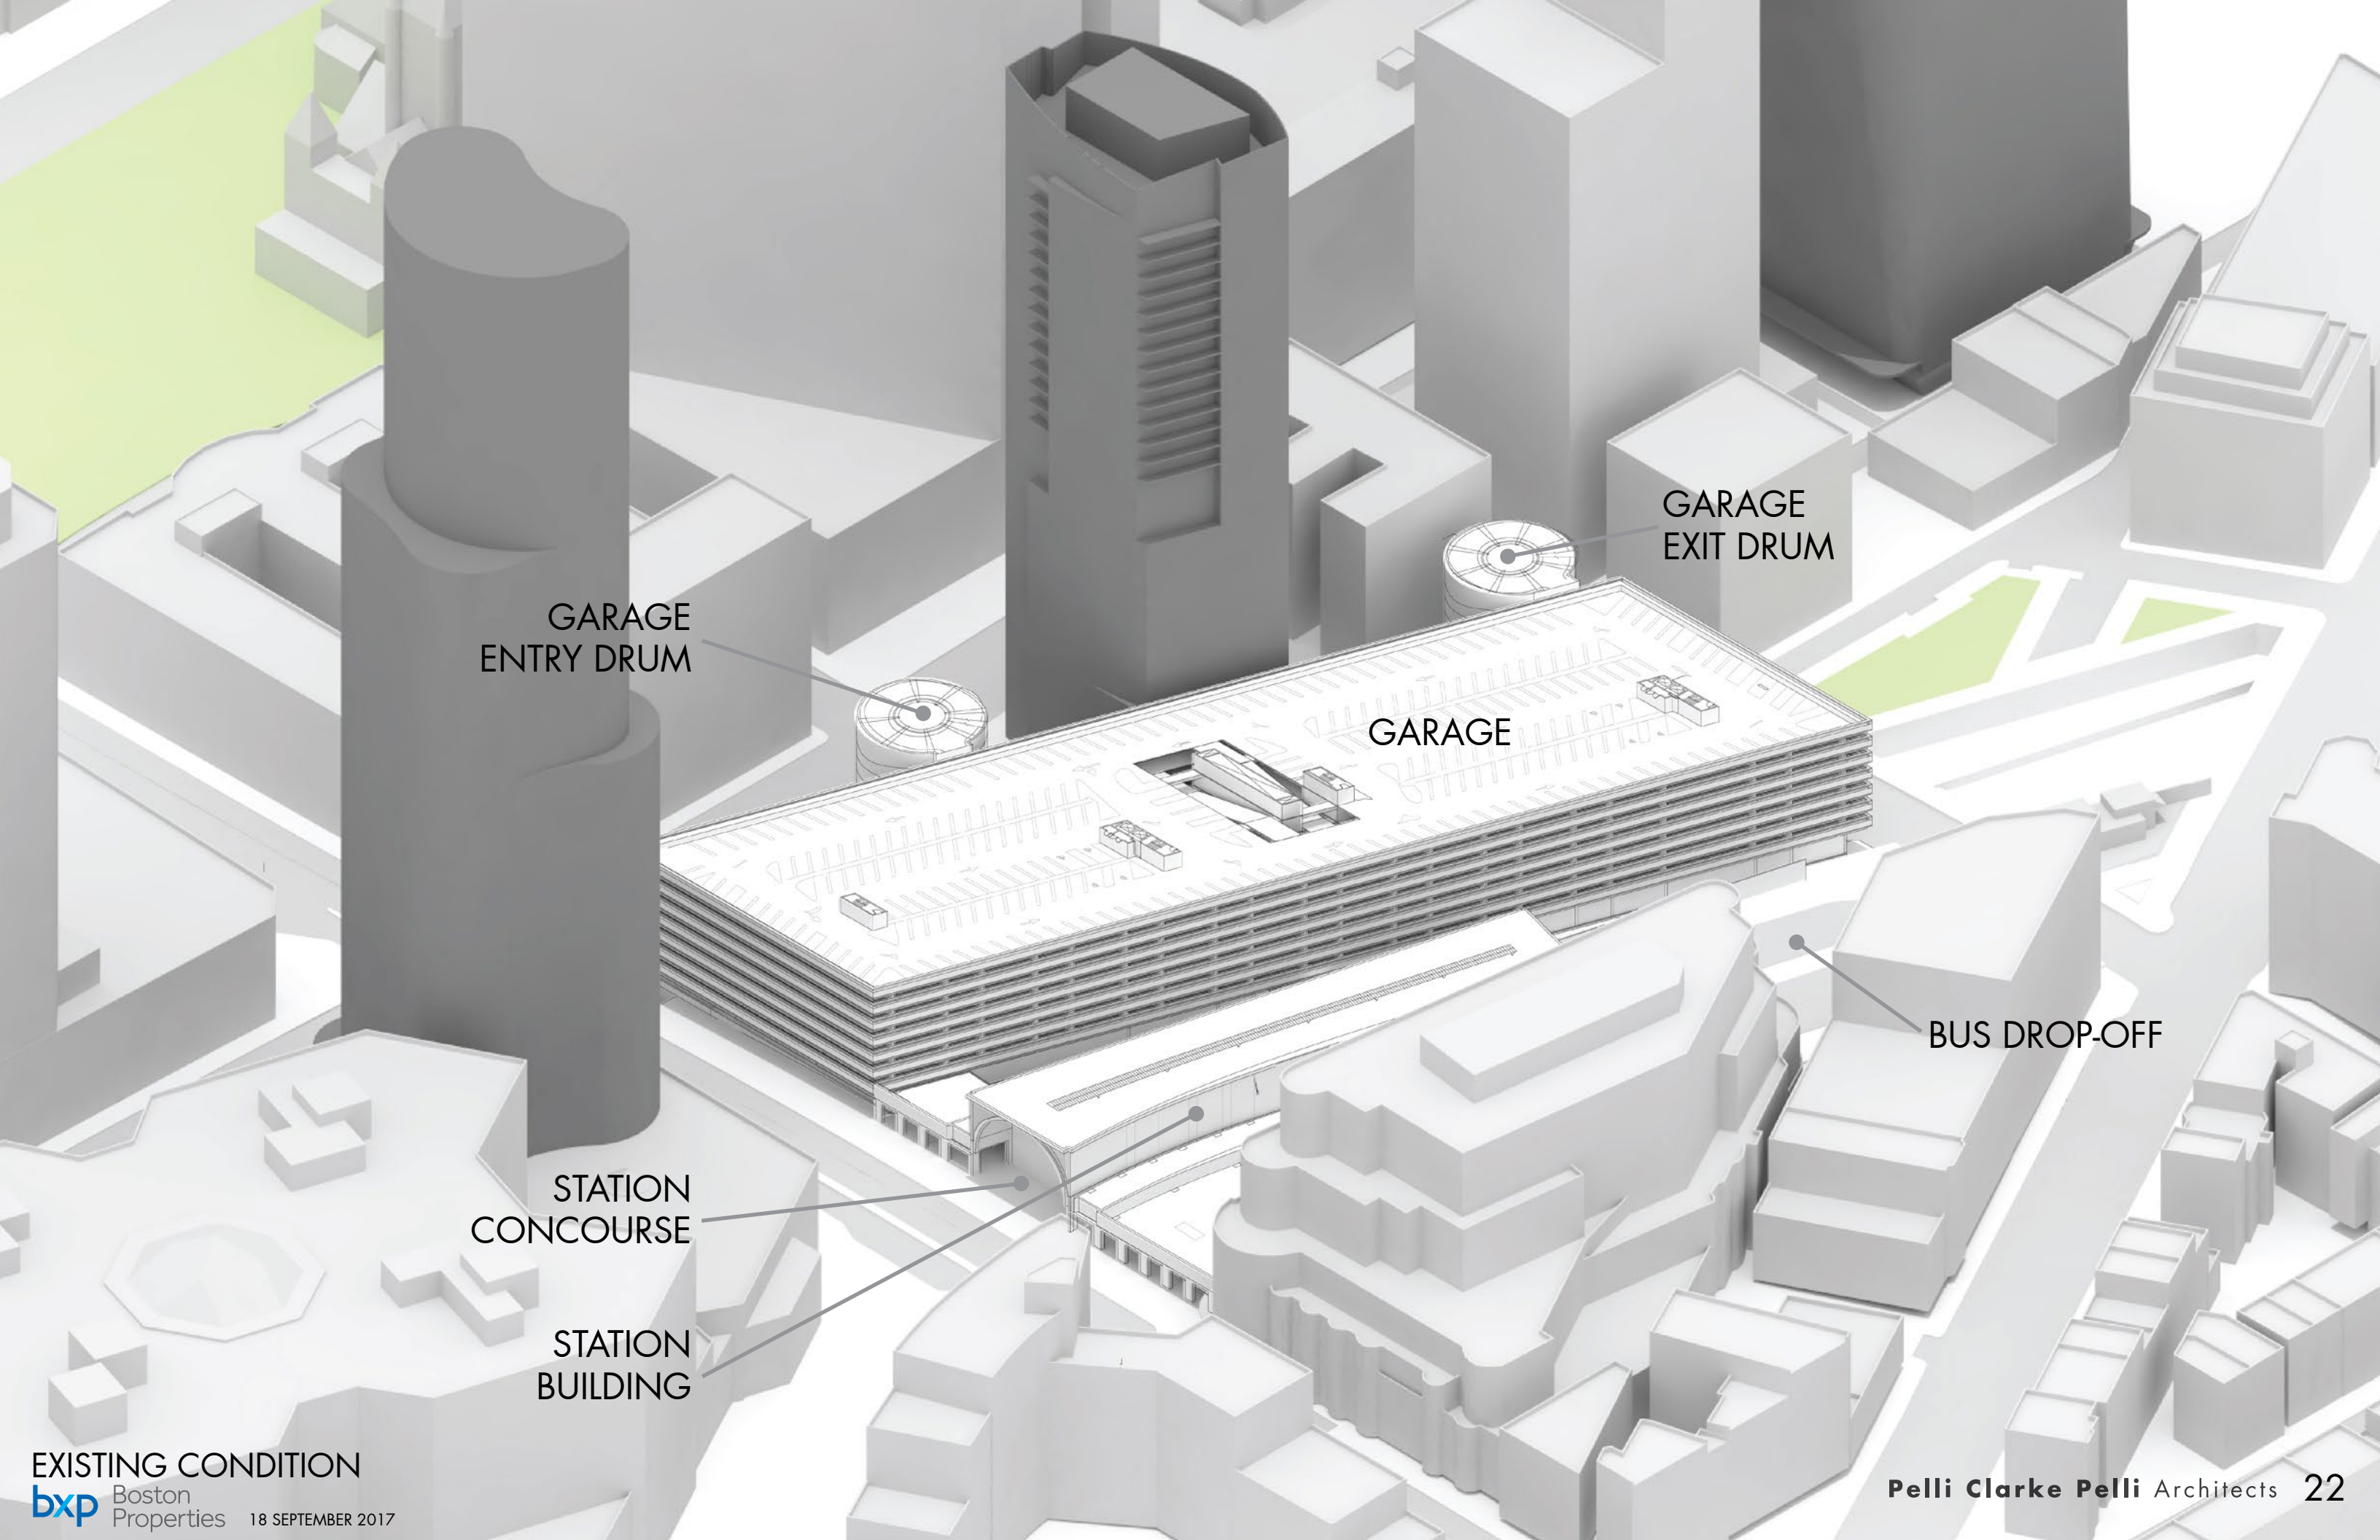 GARAGE
EXIT DRUM
GARAGE
ENTRY DRUM
GARAGE
BUS DROP-OFF
STATION
CONCOURSE
STATION
BUILDING
EXISTING CONDITION
bxp Boston
Properties 18 SEPTEMBER 2017
Pelli Clarke Pelli Architects 22